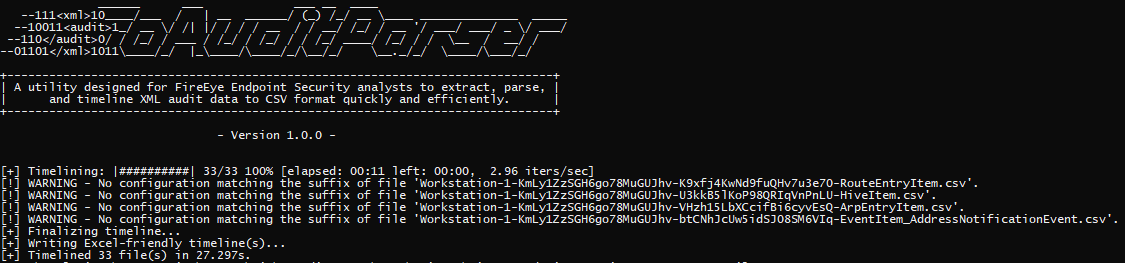 --111<xml>10
--10011<audit>1
--110</audit>0
--01101</xml>1011
GoAuditParser
| A utility designed for FireEye Endpoint Security analysts to extract, parse, |
| and timeline XML audit data to CSV format quickly and efficiently. |
- Version 1.0.0 -
[+] Timelining: |##########| 33/33 100% [elapsed: 00:11 left: 00:00, 2.96 iters/sec]
[!] WARNING - No configuration matching the suffix of file 'Workstation-1-KmLy1ZzSGH6go78MuGUJhv-K9xfj4KwNd9fuQHv7u3e7O-RouteEntryItem.csv'.
[!] WARNING - No configuration matching the suffix of file 'Workstation-1-KmLy1ZzSGH6go78MuGUJhv-U3kkB5lKoP98QRIqVnPnLU-HiveItem.csv'.
[!] WARNING - No configuration matching the suffix of file 'Workstation-1-KmLy1ZzSGH6go78MuGUJhv-VHzh15LbXCcifBi6cyvEsQ-ArpEntryItem.csv'.
[!] WARNING - No configuration matching the suffix of file 'Workstation-1-KmLy1ZzSGH6go78MuGUJhv-btCNhJcUw5idSJO8SM6VIq-EventItem_AddressNotificationEvent.csv'.
[+] Finalizing timeline...
[+] Writing Excel-friendly timeline(s)...
[+] Timelined 33 file(s) in 27.297s.